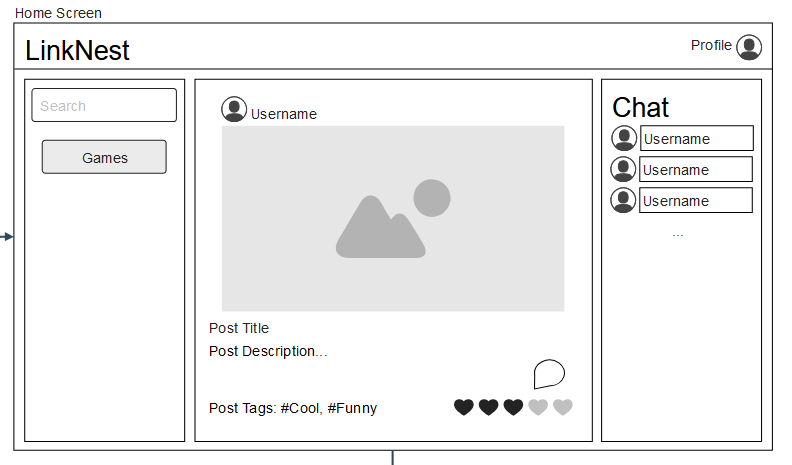 Home Screen
LinkNest
Profile
Search
Games
Username
Post Title
Post Description...
Post Tags: #Cool, #Funny
Chat
Username
Username
Username
...